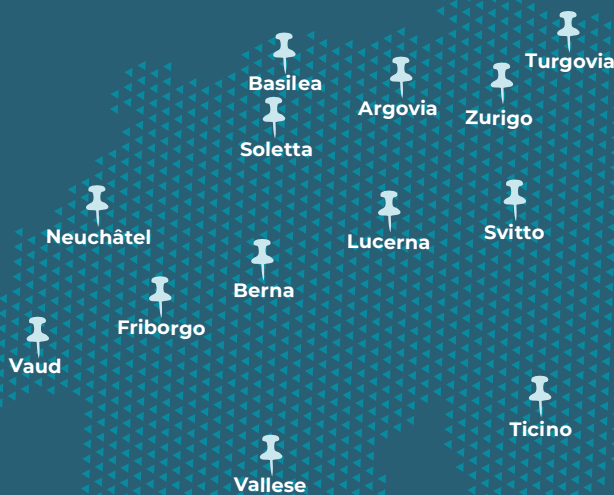 Turgovia
Basilea
Argovia
Zurigo
Soletta
Neuchâtel
Lucerna
Svitto
Berna
Friborgo
Vaud
Ticino
Vallese